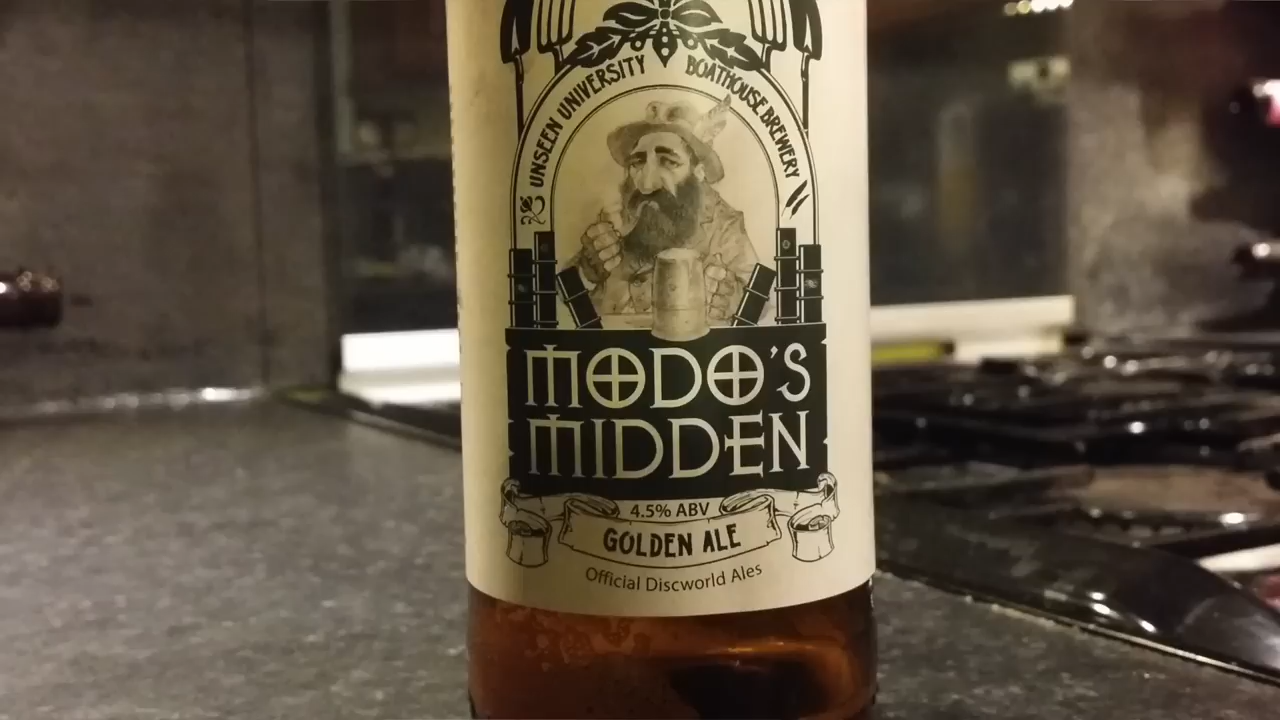 UNSEEN UNIVERSITY BOATHOUSE BREWERY
MODO'S
MIDDEN
4.5% ABV
GOLDEN ALE
Official Discworld Ales